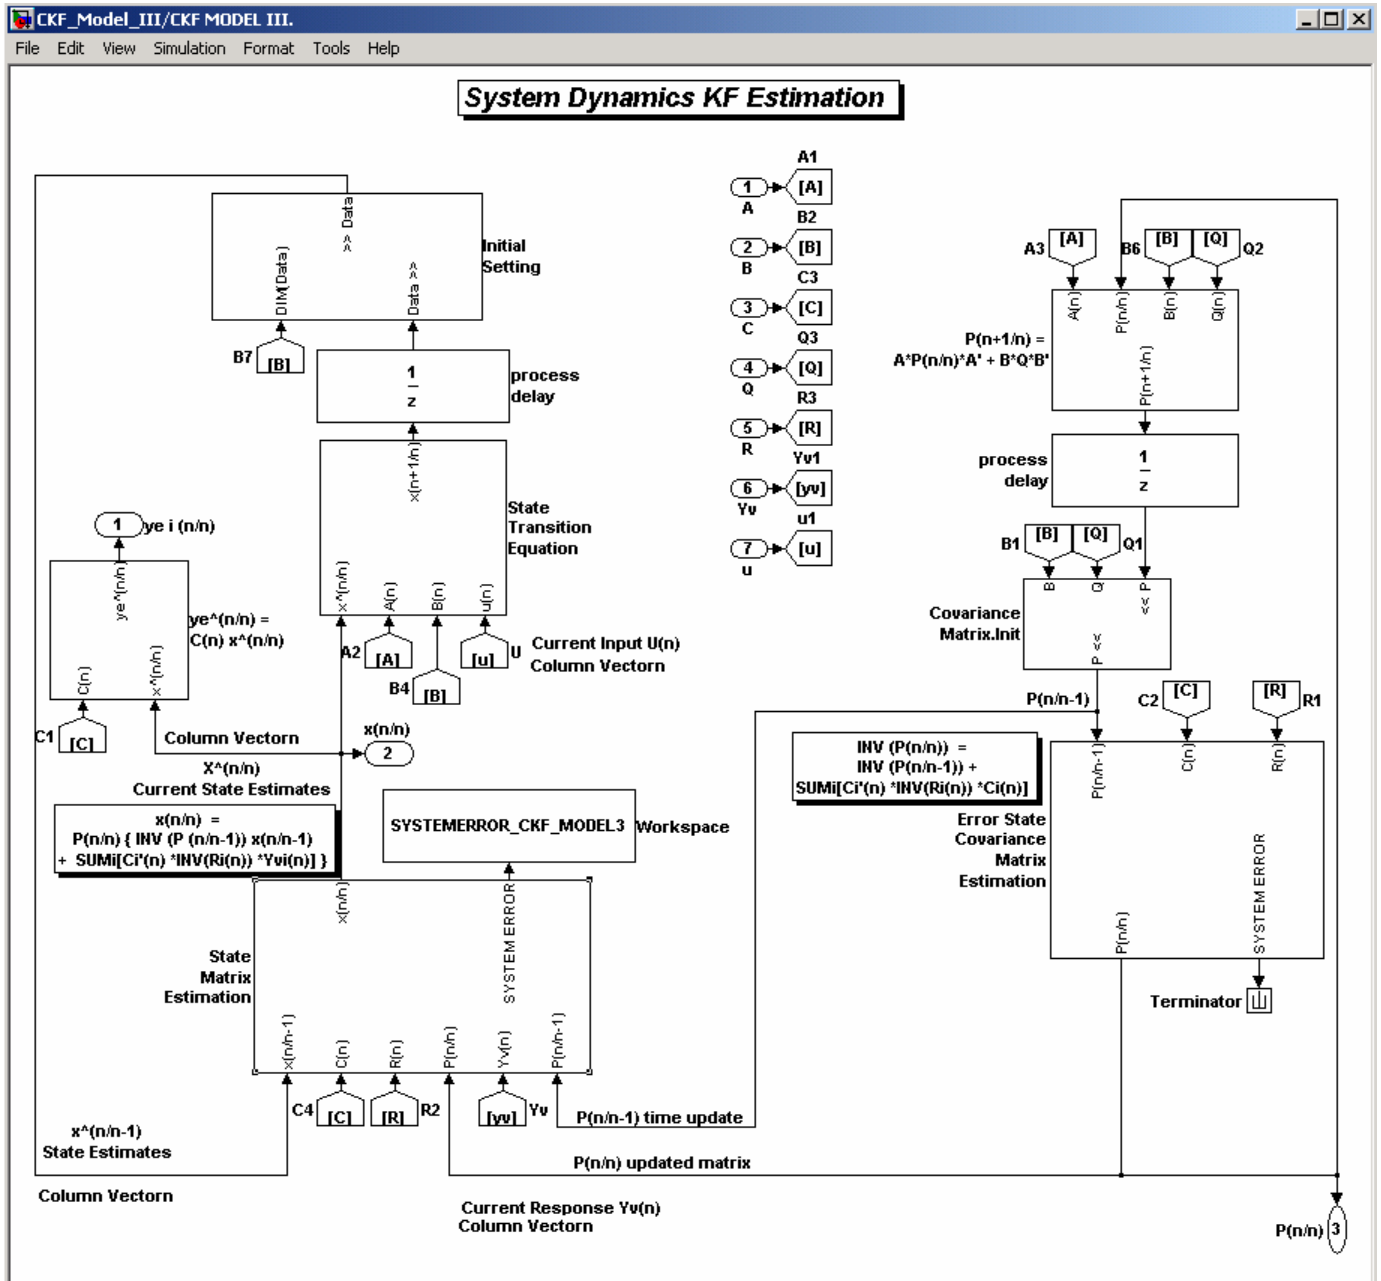 CKF_Model_III/CKF MODEL III.
File Edit View Simulation Format Tools Help
System Dynamics KF Estimation
>> Data
DIM(Data)
Data >>
Initial
Setting
B7
[B]
1
z
process
delay
x(n+1/n)
State
Transition
Equation
x^(n/n)
A(n)
B(n)
u(n)
A2
[A]
B4
[B]
[u]
U
Current Input U(n)
Column Vectorn
1
ye i (n/n)
ye^(n/n)
C(n)
x^(n/n)
ye^(n/n) =
C(n) x^(n/n)
C1
[C]
Column Vectorn
x(n/n)
2
X^(n/n)
Current State Estimates
x(n/n) =
P(n/n) { INV (P (n/n-1)) x(n/n-1)
+ SUMi[Ci'(n) *INV(Ri(n)) *Yvi(n)] }
SYSTEMERROR_CKF_MODEL3
Workspace
x(n/n)
SYSTEM ERROR
State
Matrix
Estimation
x(n/n-1)
C(n)
R(n)
P(n/n)
Yv(n)
P(n/n-1)
C4
[C]
[R]
R2
[yv]
Yv
x^(n/n-1)
State Estimates
Column Vectorn
P(n/n-1) time update
P(n/n) updated matrix
Current Response Yv(n)
Column Vectorn
A1
1
[A]
A
B2
2
[B]
B
C3
3
[C]
C
Q3
4
[Q]
Q
R3
5
[R]
R
Yv1
6
[yv]
Yv
u1
7
[u]
u
A3
[A]
B6
[B]
[Q]
Q2
A(n)
P(n/n)
B(n)
Q(n)
P(n+1/n)
P(n+1/n) =
A*P(n/n)*A' + B*Q*B'
process
delay
1
z
B1
[B]
[Q]
Q1
B
Q
<< P
P <<
Covariance
Matrix.Init
P(n/n-1)
C2
[C]
[R]
R1
INV (P(n/n)) =
INV (P(n/n-1)) +
SUMi[Ci'(n) *INV(Ri(n)) *Ci(n)]
P(n/n-1)
C(n)
R(n)
Error State
Covariance
Matrix
Estimation
P(n/n)
SYSTEM ERROR
Terminator
P(n/n)
3